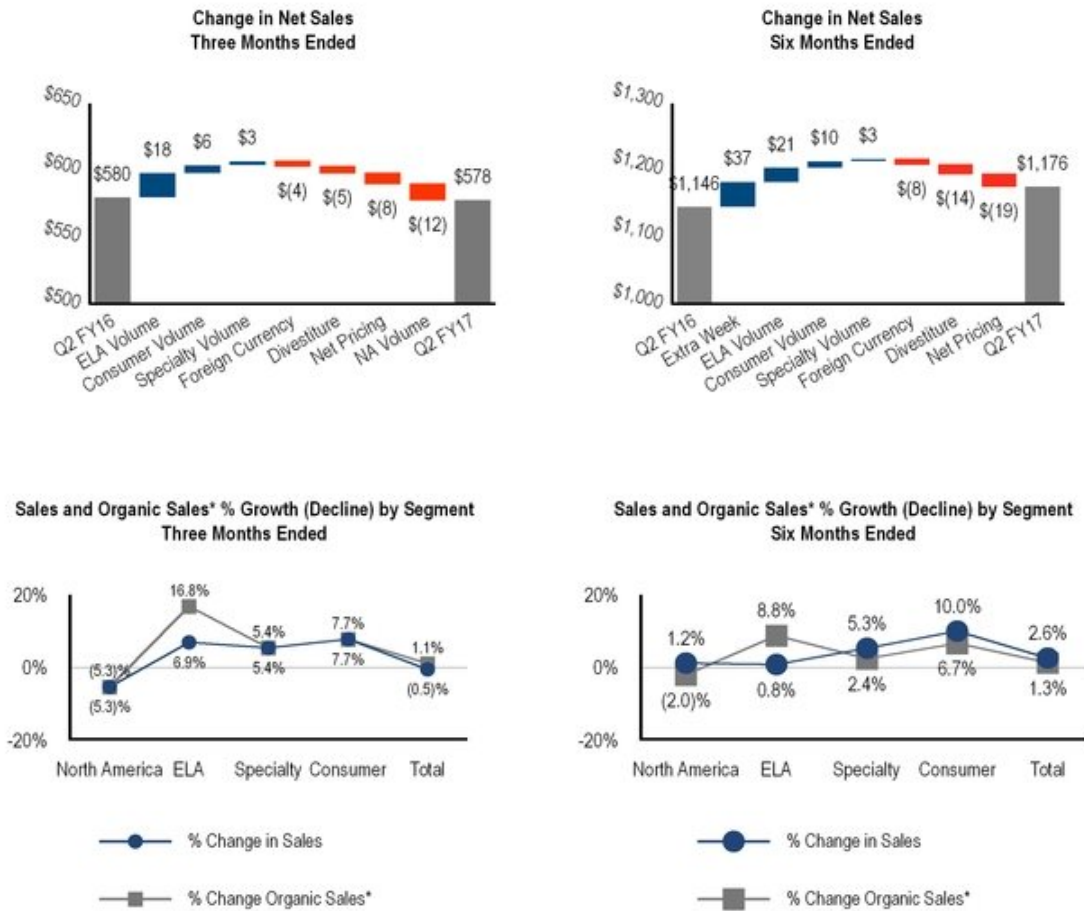 Change in Net Sales
Three Months Ended
$650
$600
$550
$500
$580
$18
$6
$3
$(4)
$(5)
$(8)
$(12)
$578
Q2 FY16
ELA Volume
Consumer Volume
Specialty Volume
Foreign Currency
Divestiture
Net Pricing
NA Volume
Q2 FY17
Change in Net Sales
Six Months Ended
$1,300
$1,200
$1,100
$1,000
$1,146
$37
$21
$10
$3
$(8)
$(14)
$(19)
$1,176
Q2 FY16
Extra Week
ELA Volume
Consumer Volume
Specialty Volume
Foreign Currency
Divestiture
Net Pricing
Q2 FY17
Sales and Organic Sales* % Growth (Decline) by Segment
Three Months Ended
20%
0%
-20%
(5.3)%
(5.3)%
16.8%
6.9%
5.4%
5.4%
7.7%
7.7%
1.1%
(0.5)%
North America ELA Specialty Consumer Total
% Change in Sales
% Change Organic Sales*
Sales and Organic Sales* % Growth (Decline) by Segment
Six Months Ended
20%
0%
-20%
1.2%
(2.0)%
8.8%
0.8%
5.3%
2.4%
10.0%
6.7%
2.6%
1.3%
North America ELA Specialty Consumer Total
% Change in Sales
% Change Organic Sales*